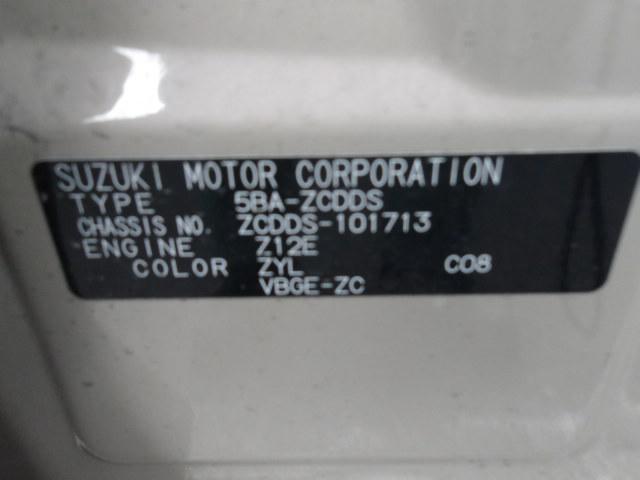 SUZUKI MOTOR CORPORATION
TYPE 5BA-ZCDDS
CHASSIS NO. ZCDDS-101713
ENGINE Z12E
COLOR ZYL C08
VBGE-ZC